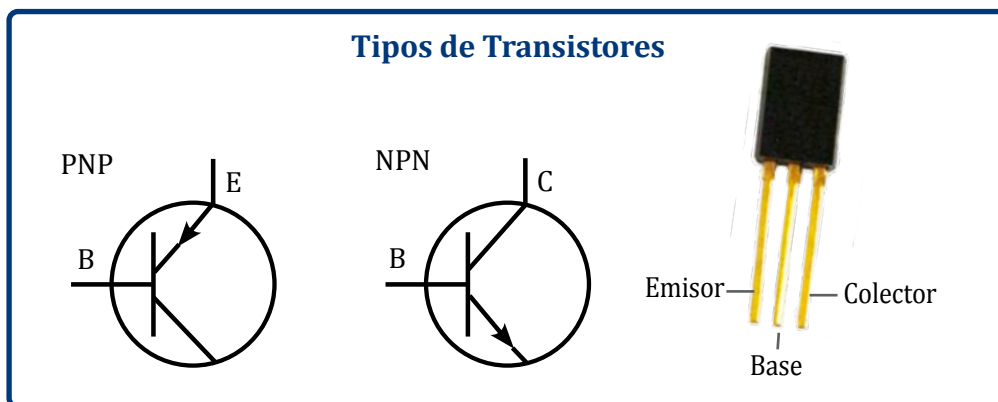 Tipos de Transistores
PNP
E
B
NPN
C
B
Emisor
Colector
Base